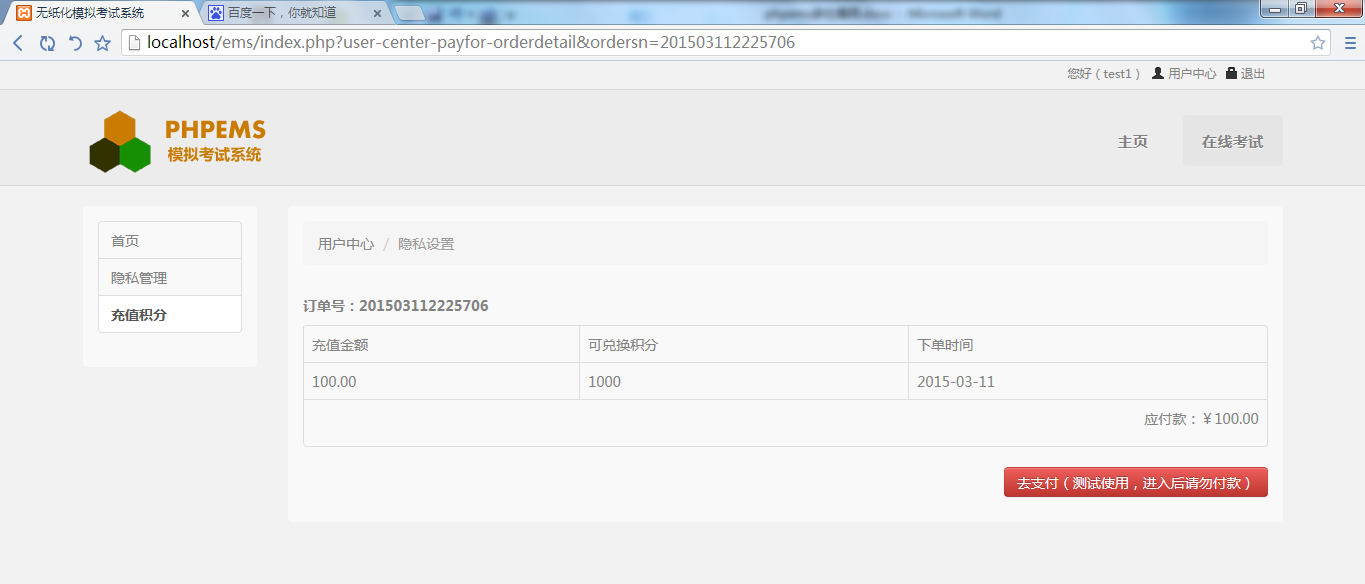 无纸化模拟考试系统
百度一下，你就知道
localhost/ems/index.php?user-center-payfor-orderdetail&ordersn=201503112225706
您好（test1） 用户中心 退出
PHPEMS
模拟考试系统
主页
在线考试
首页
隐私管理
充值积分
用户中心 / 隐私设置
订单号：201503112225706
充值金额 可兑换积分 下单时间
100.00 1000 2015-03-11
应付款：￥100.00
去支付（测试使用，进入后请勿付款）